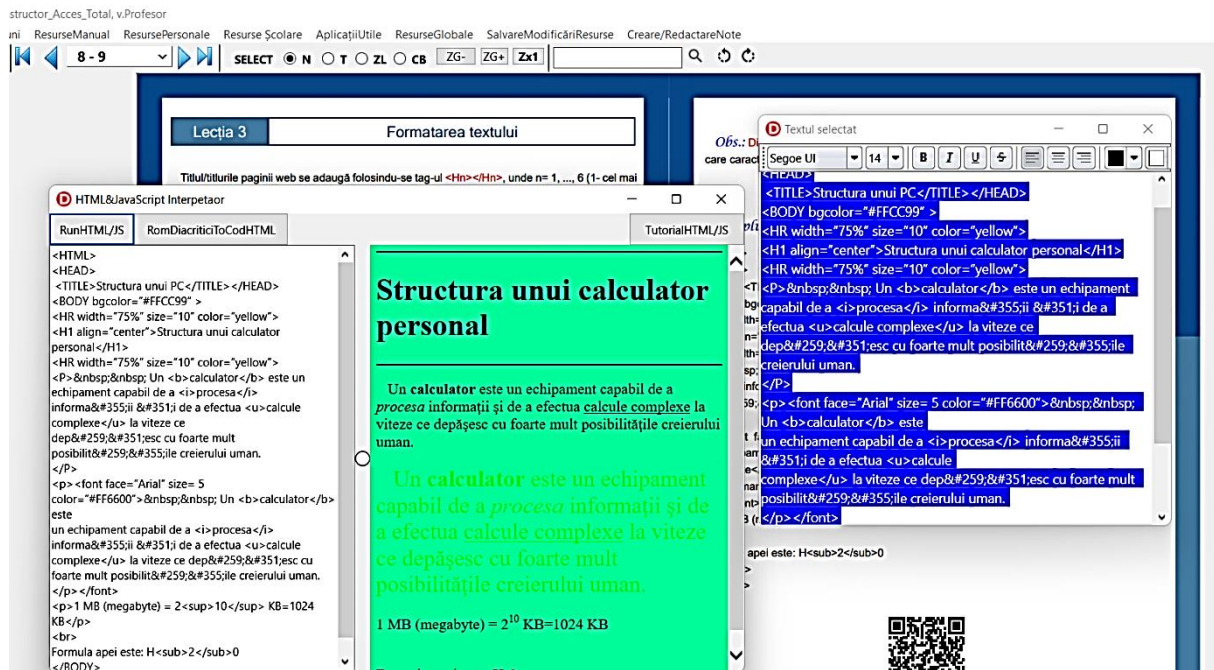 structor_Acces_Total, v.Profesor
ResurseManual ResursePersonale Resurse Școlare AplicațiiUtile ResurseGlobale SalvareModificăriResurse Creare/RedactareNote
8 - 9 SELECT N T ZL CB ZG- ZG+ Zx1
Lecția 3 Formatarea textului
Titlul/titlurile paginii web se adaugă folosindu-se tag-ul <Hn></Hn>, unde n= 1, ..., 6 (1- cel mai
Obs.:
care caract
HTML&JavaScript Interpetaor
RunHTML/JS RomDiacriticiToCodHTML TutorialHTML/JS
<HTML>
<HEAD>
<TITLE>Structura unui PC</TITLE></HEAD>
<BODY bgcolor="#FFCC99" >
<HR width="75%" size="10" color="yellow">
<H1 align="center">Structura unui calculator
personal</H1>
<HR width="75%" size="10" color="yellow">
<P>&nbsp;&nbsp; Un <b>calculator</b> este un
echipament capabil de a <i>procesa</i>
informa&#355;ii &#351;i de a efectua <u>calcule
complexe</u> la viteze ce
dep&#259;&#351;esc cu foarte mult
posibilit&#259;&#355;ile creierului uman.
</P>
<p><font face="Arial" size= 5
color="#FF6600">&nbsp;&nbsp; Un <b>calculator</b>
este
un echipament capabil de a <i>procesa</i>
informa&#355;ii &#351;i de a efectua <u>calcule
complexe</u> la viteze ce dep&#259;&#351;esc cu
foarte mult posibilit&#259;&#355;ile creierului uman.
</p></font>
<p>1 MB (megabyte) = 2<sup>10</sup> KB=1024
KB</p>
<br>
Formula apei este: H<sub>2</sub>0
</BODY>
Structura unui calculator
personal
Un calculator este un echipament capabil de a
procesa informații și de a efectua calcule complexe la
viteze ce depășesc cu foarte mult posibilitățile creierului
uman.
Un calculator este un echipament
capabil de a procesa informații și de
a efectua calcule complexe la viteze
ce depășesc cu foarte mult
posibilitățile creierului uman.
1 MB (megabyte) = 2¹⁰ KB=1024 KB
Textul selectat
Segoe UI 14 B I U S
<HEAD>
<TITLE>Structura unui PC</TITLE></HEAD>
<BODY bgcolor="#FFCC99" >
<HR width="75%" size="10" color="yellow">
<H1 align="center">Structura unui calculator personal</H1>
<HR width="75%" size="10" color="yellow">
<P>&nbsp;&nbsp; Un <b>calculator</b> este un echipament
capabil de a <i>procesa</i> informa&#355;ii &#351;i de a
efectua <u>calcule complexe</u> la viteze ce
dep&#259;&#351;esc cu foarte mult posibilit&#259;&#355;ile
creierului uman.
</P>
<p><font face="Arial" size= 5 color="#FF6600">&nbsp;&nbsp;
Un <b>calculator</b> este
un echipament capabil de a <i>procesa</i> informa&#355;ii
&#351;i de a efectua <u>calcule
complexe</u> la viteze ce dep&#259;&#351;esc cu foarte mult
posibilit&#259;&#355;ile creierului uman.
</p></font>
apei este: H<sub>2</sub>0